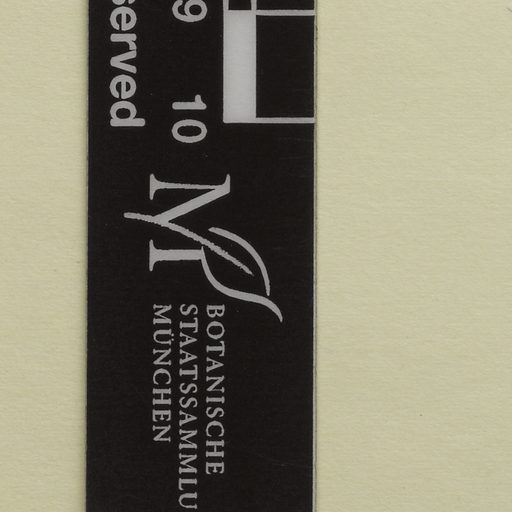 served
9 10
M
BOTANISCHE
STAATSSAMMLU
MÜNCHEN